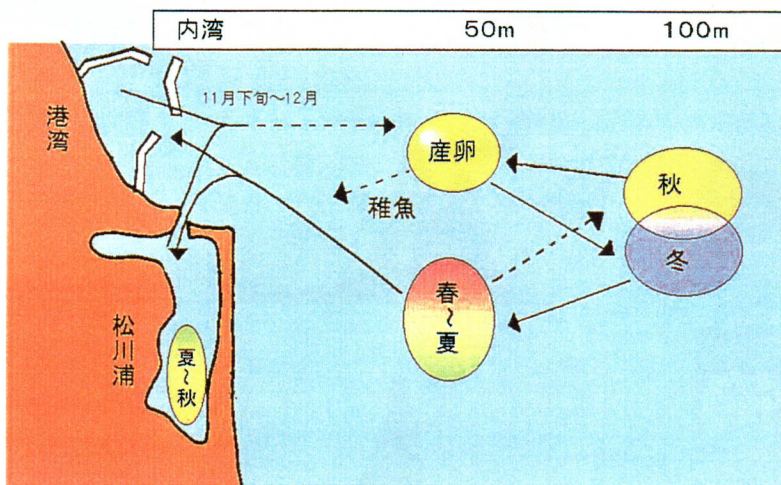 内湾 50m 100m
11月下旬〜12月
港湾
産卵
秋
稚魚
冬
春〜夏
松川浦
夏〜秋